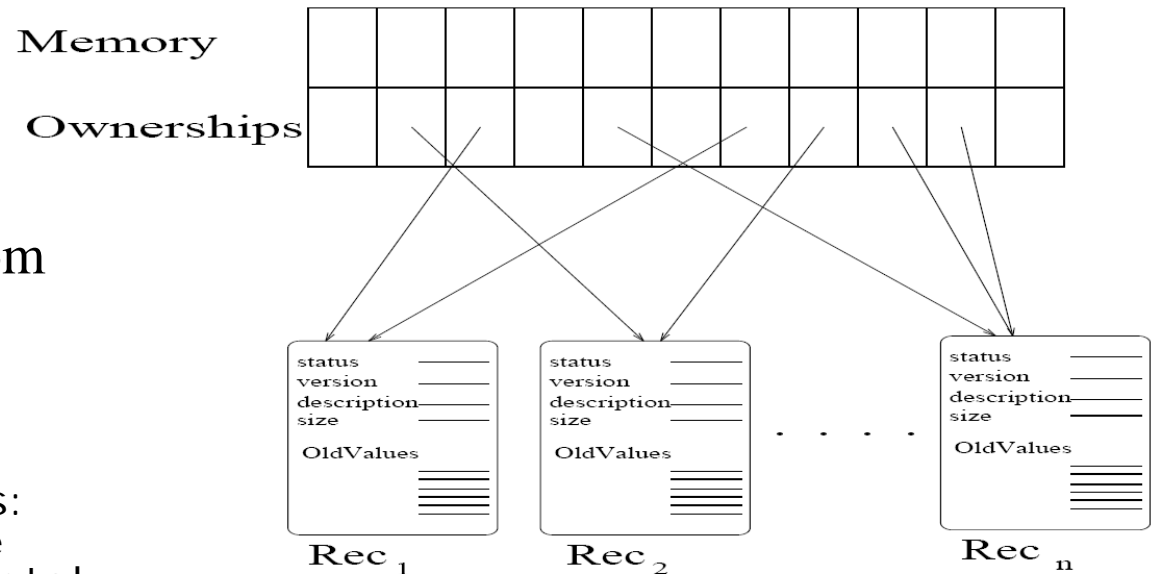 Memory
Ownerships
m
status
version
description
size
OldValues
Rec 1
status
version
description
size
OldValues
Rec 2
. . . .
status
version
description
size
OldValues
Rec n
s:
e